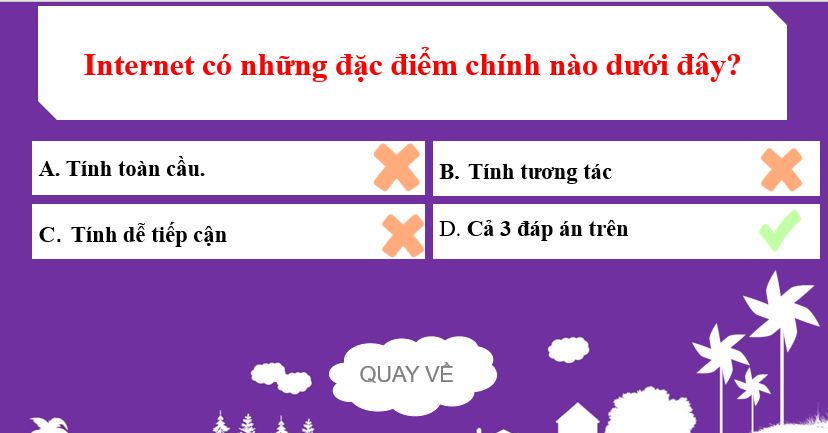 Internet có những đặc điểm chính nào dưới đây?
A. Tính toàn cầu.
B. Tính tương tác
C. Tính dễ tiếp cận
D. Cả 3 đáp án trên
QUAY VỀ